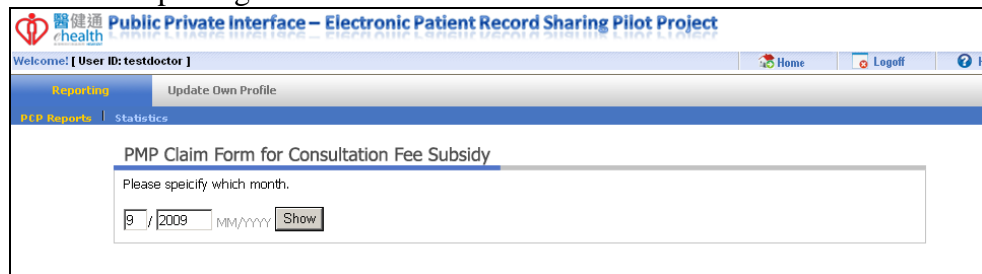 醫健通 Public Private Interface – Electronic Patient Record Sharing Pilot Project
ehealth
Welcome! [ User ID: testdoctor ] Home Logoff
Reporting Update Own Profile
PCP Reports Statistics
PMP Claim Form for Consultation Fee Subsidy
Please speicify which month.
9 / 2009 MM/YYYY Show